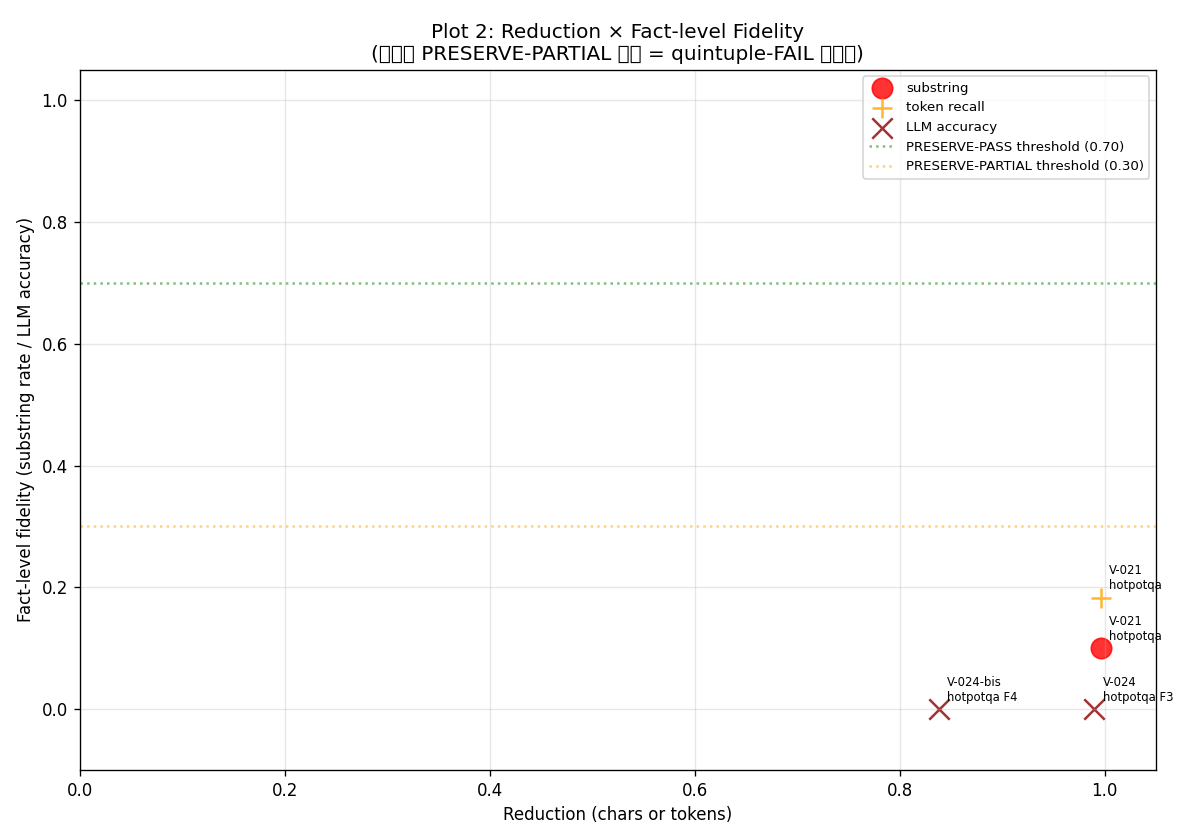 Plot 2: Reduction × Fact-level Fidelity
( PRESERVE-PARTIAL = quintuple-FAIL )
substring
token recall
LLM accuracy
PRESERVE-PASS threshold (0.70)
PRESERVE-PARTIAL threshold (0.30)
Fact-level fidelity (substring rate / LLM accuracy)
1.0
0.8
0.6
0.4
0.2
0.0
V-021
hotpotqa
V-021
hotpotqa
V-024-bis
hotpotqa F4
V-024
hotpotqa F3
0.0 0.2 0.4 0.6 0.8 1.0
Reduction (chars or tokens)